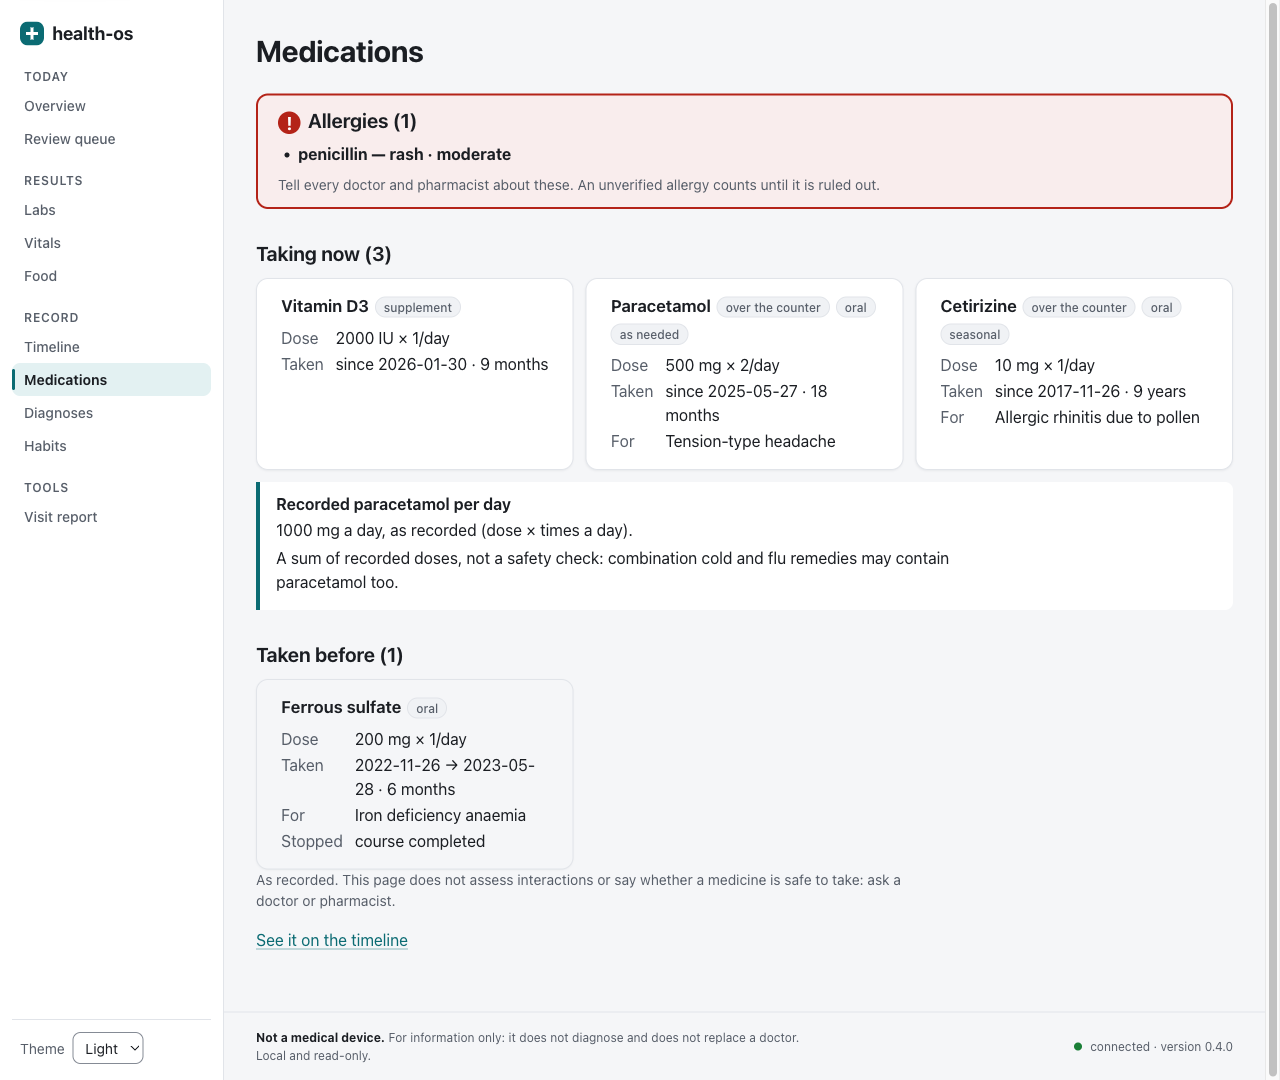 health-os
TODAY
Overview
Review queue
RESULTS
Labs
Vitals
Food
RECORD
Timeline
Medications
Diagnoses
Habits
TOOLS
Visit report
Theme
Light
Medications
Allergies (1)
• penicillin — rash · moderate
Tell every doctor and pharmacist about these. An unverified allergy counts until it is ruled out.
Taking now (3)
Vitamin D3 supplement
Dose 2000 IU × 1/day
Taken since 2026-01-30 · 9 months
Paracetamol over the counter oral
as needed
Dose 500 mg × 2/day
Taken since 2025-05-27 · 18
months
For Tension-type headache
Cetirizine over the counter oral
seasonal
Dose 10 mg × 1/day
Taken since 2017-11-26 · 9 years
For Allergic rhinitis due to pollen
Recorded paracetamol per day
1000 mg a day, as recorded (dose × times a day).
A sum of recorded doses, not a safety check: combination cold and flu remedies may contain
paracetamol too.
Taken before (1)
Ferrous sulfate oral
Dose 200 mg × 1/day
Taken 2022-11-26 → 2023-05-
28 · 6 months
For Iron deficiency anaemia
Stopped course completed
As recorded. This page does not assess interactions or say whether a medicine is safe to take: ask a
doctor or pharmacist.
See it on the timeline
Not a medical device. For information only: it does not diagnose and does not replace a doctor.
Local and read-only.
connected · version 0.4.0